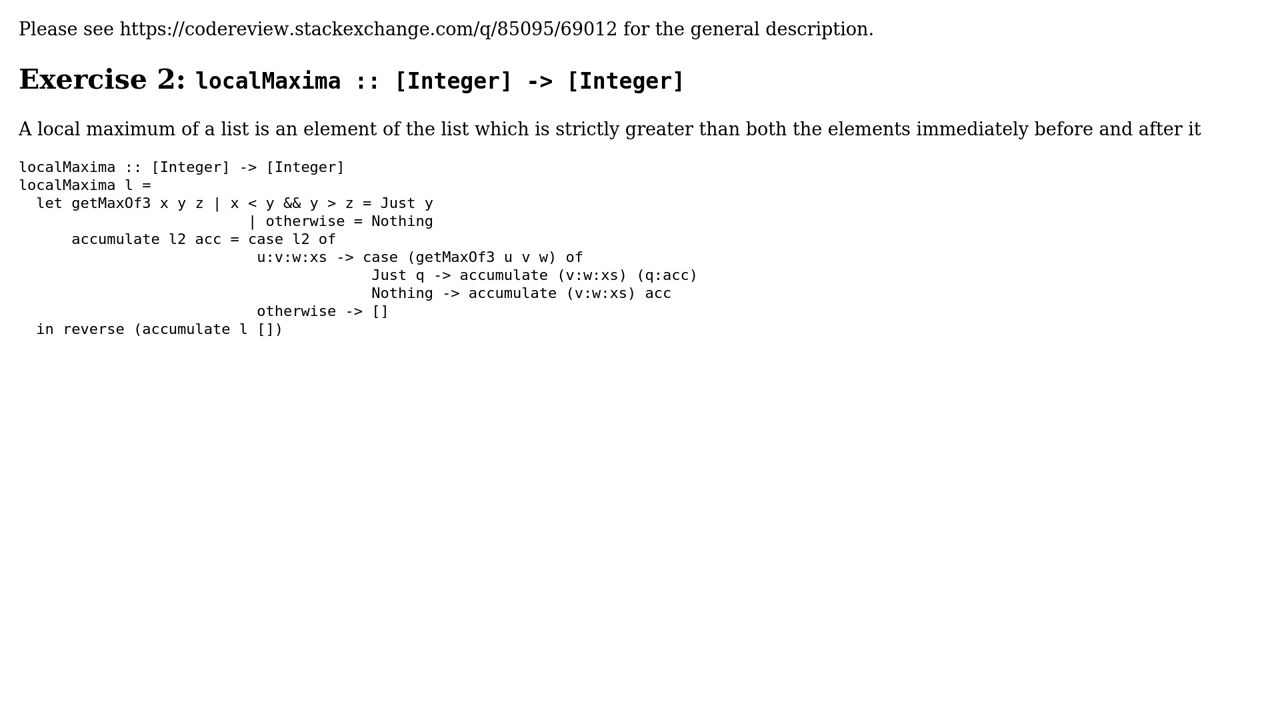 Please see https://codereview.stackexchange.com/q/85095/69012 for the general description.
Exercise 2: localMaxima :: [Integer] -> [Integer]
A local maximum of a list is an element of the list which is strictly greater than both the elements immediately before and after it
localMaxima :: [Integer] -> [Integer]
localMaxima l =
  let getMaxOf3 x y z | x < y && y > z = Just y
                          | otherwise = Nothing
      accumulate l2 acc = case l2 of
                           u:v:w:xs -> case (getMaxOf3 u v w) of
                                        Just q -> accumulate (v:w:xs) (q:acc)
                                        Nothing -> accumulate (v:w:xs) acc
                           otherwise -> []
  in reverse (accumulate l [])